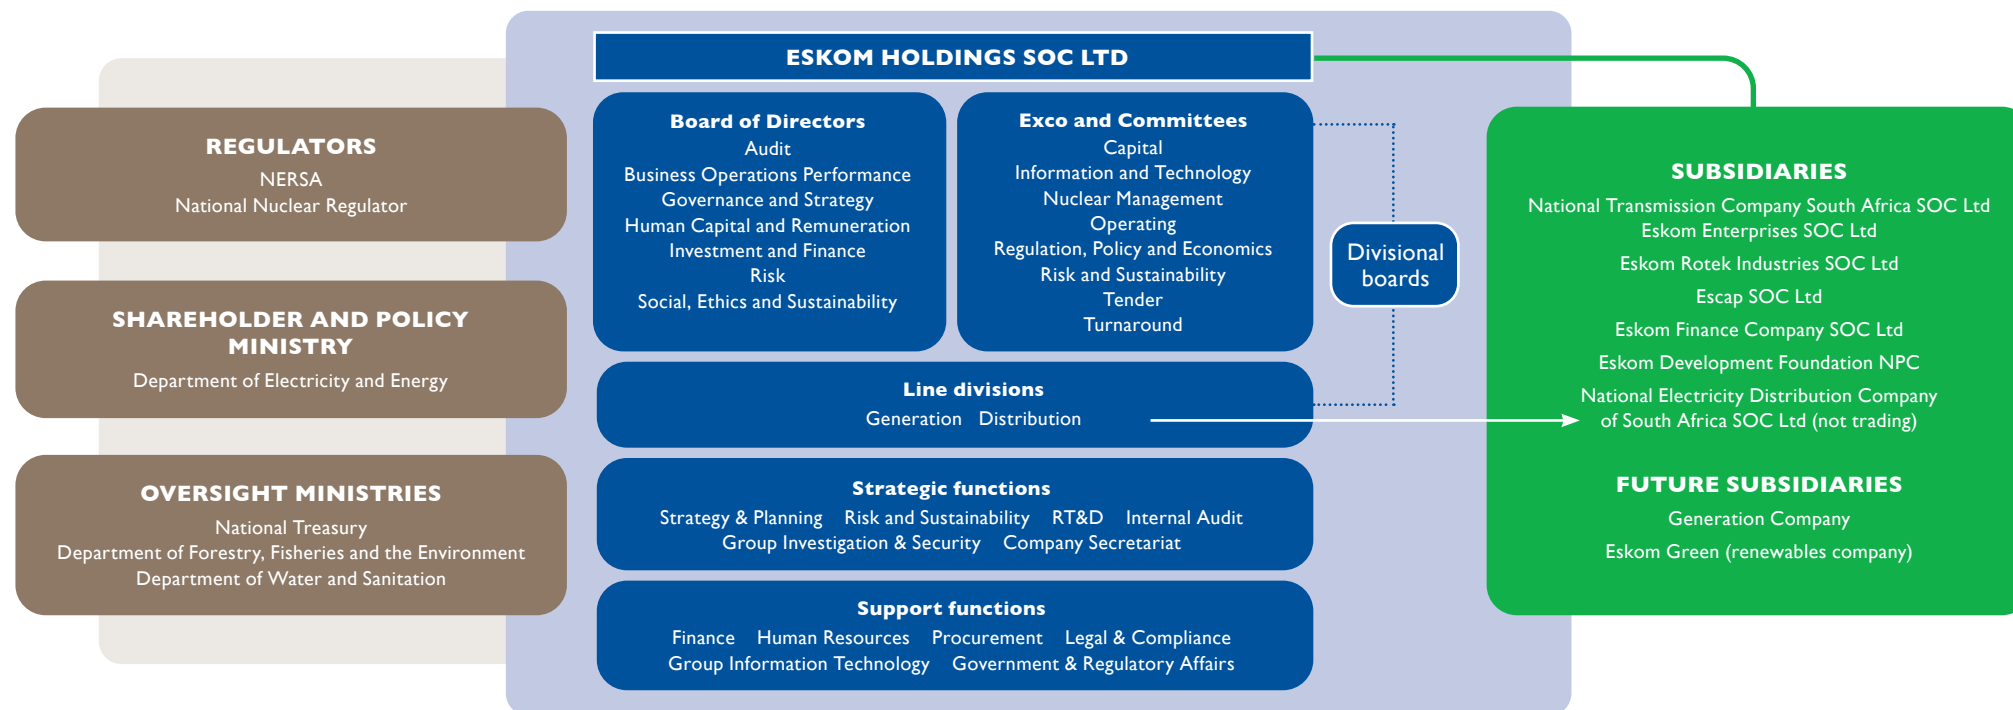 ESKOM HOLDINGS SOC LTD
REGULATORS
NERSA
National Nuclear Regulator
SHAREHOLDER AND POLICY
MINISTRY
Department of Electricity and Energy
OVERSIGHT MINISTRIES
National Treasury
Department of Forestry, Fisheries and the Environment
Department of Water and Sanitation
Board of Directors
Audit
Business Operations Performance
Governance and Strategy
Human Capital and Remuneration
Investment and Finance
Risk
Social, Ethics and Sustainability
Exco and Committees
Capital
Information and Technology
Nuclear Management
Operating
Regulation, Policy and Economics
Risk and Sustainability
Tender
Turnaround
Divisional
boards
Line divisions
Generation Distribution
Strategic functions
Strategy & Planning Risk and Sustainability RT&D Internal Audit
Group Investigation & Security Company Secretariat
Support functions
Finance Human Resources Procurement Legal & Compliance
Group Information Technology Government & Regulatory Affairs
SUBSIDIARIES
National Transmission Company South Africa SOC Ltd
Eskom Enterprises SOC Ltd
Eskom Rotek Industries SOC Ltd
Escap SOC Ltd
Eskom Finance Company SOC Ltd
Eskom Development Foundation NPC
National Electricity Distribution Company
of South Africa SOC Ltd (not trading)
FUTURE SUBSIDIARIES
Generation Company
Eskom Green (renewables company)